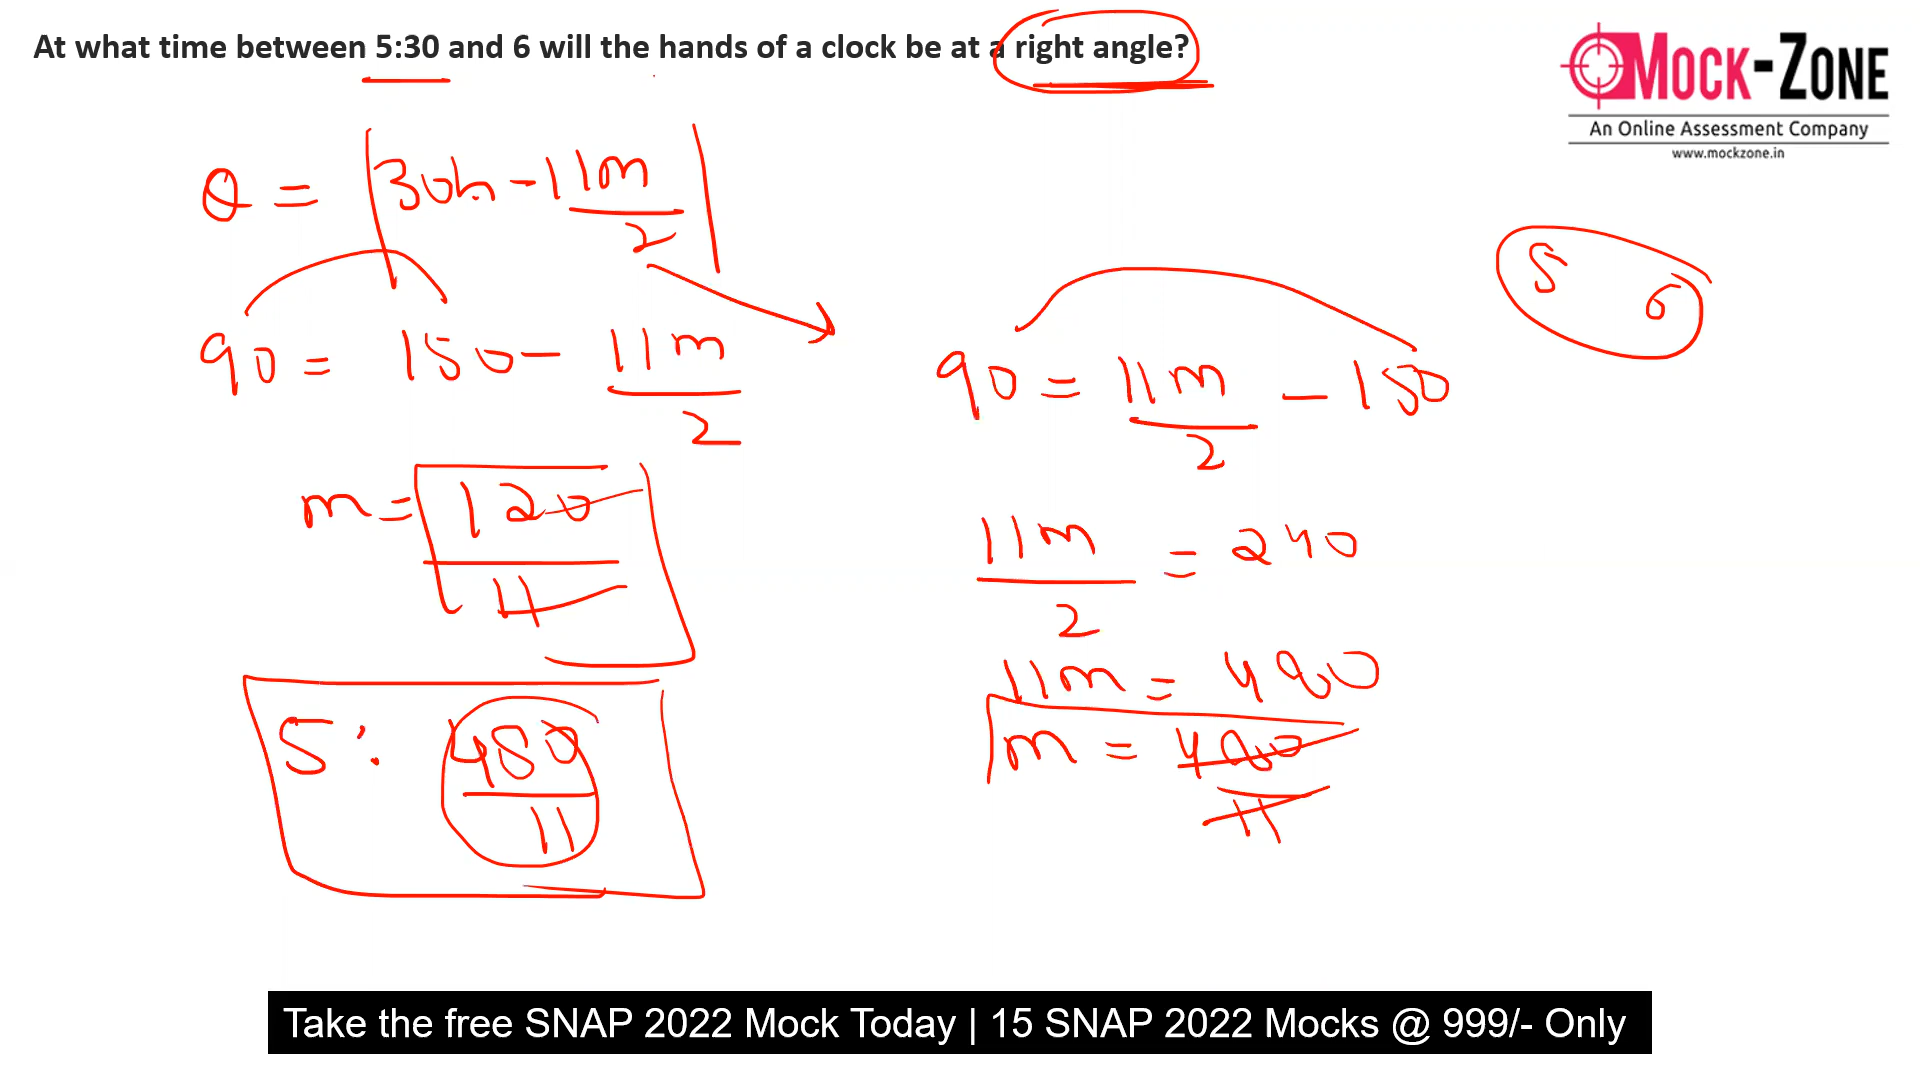 At what time between 5:30 and 6 will the hands of a clock be at a right angle?
MOCK-ZONE
An Online Assessment Company
www.mockzone.in
θ = |30h - 11m/2|
5 6
90 = 150 - 11m/2
90 = 11m/2 - 150
m = 120/11
11m/2 = 240
11m = 480
m = 480/11
5: 480/11
Take the free SNAP 2022 Mock Today | 15 SNAP 2022 Mocks @ 999/- Only